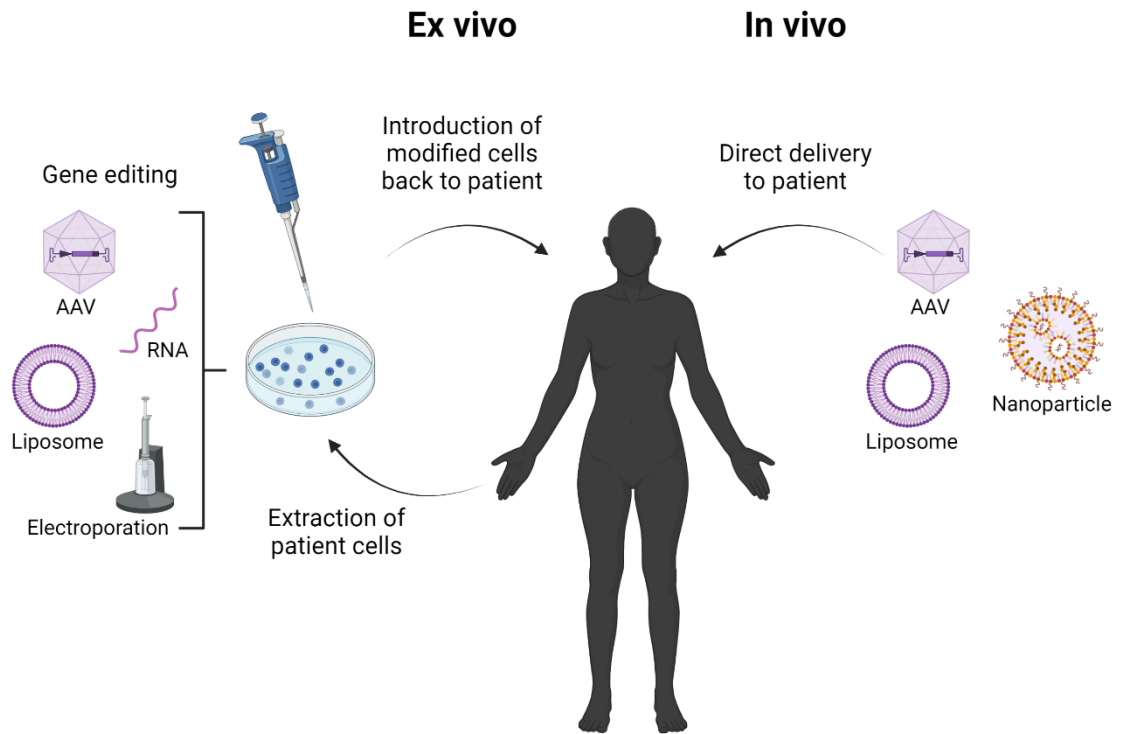 Ex vivo
In vivo
Introduction of
modified cells
back to patient
Direct delivery
to patient
Gene editing
AAV
RNA
Liposome
Electroporation
Extraction of
patient cells
AAV
Liposome
Nanoparticle